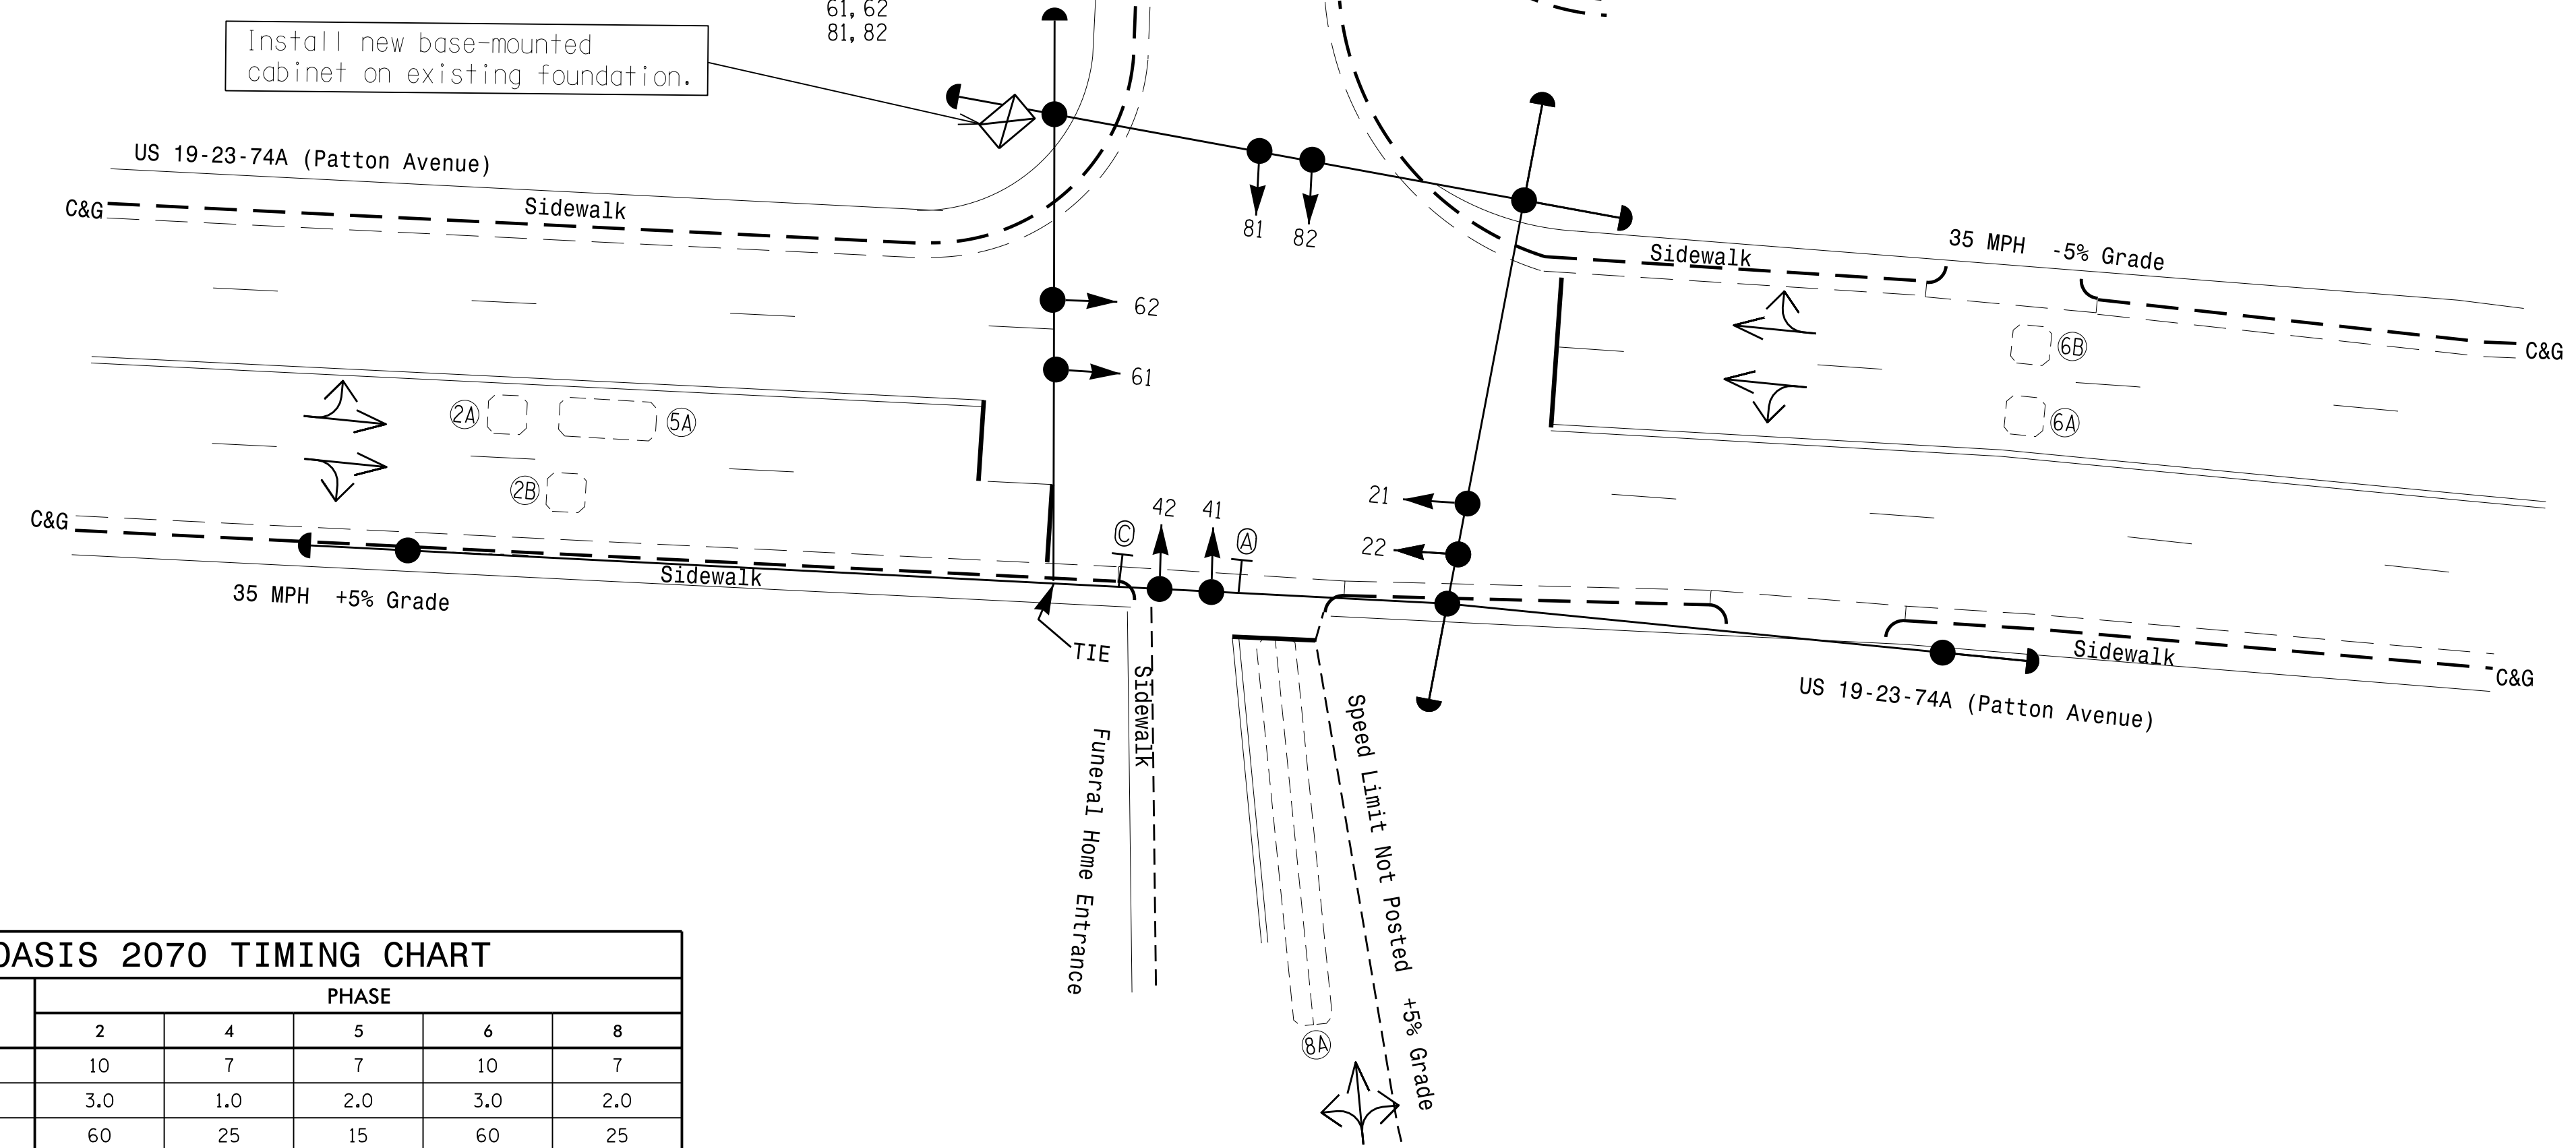 61, 62
81, 82
Install new base-mounted
cabinet on existing foundation.
US 19-23-74A (Patton Avenue)
C&G
Sidewalk
81
82
Sidewalk
35 MPH -5% Grade
62
61
6B
C&G
6A
2A
5A
2B
21
22
C&G
42
41
C
A
Sidewalk
35 MPH +5% Grade
TIE
Sidewalk
Funeral Home Entrance
Speed Limit Not Posted +5% Grade
Sidewalk
C&G
US 19-23-74A (Patton Avenue)
8A
OASIS 2070 TIMING CHART
PHASE
2 4 5 6 8
10 7 7 10 7
3.0 1.0 2.0 3.0 2.0
60 25 15 60 25